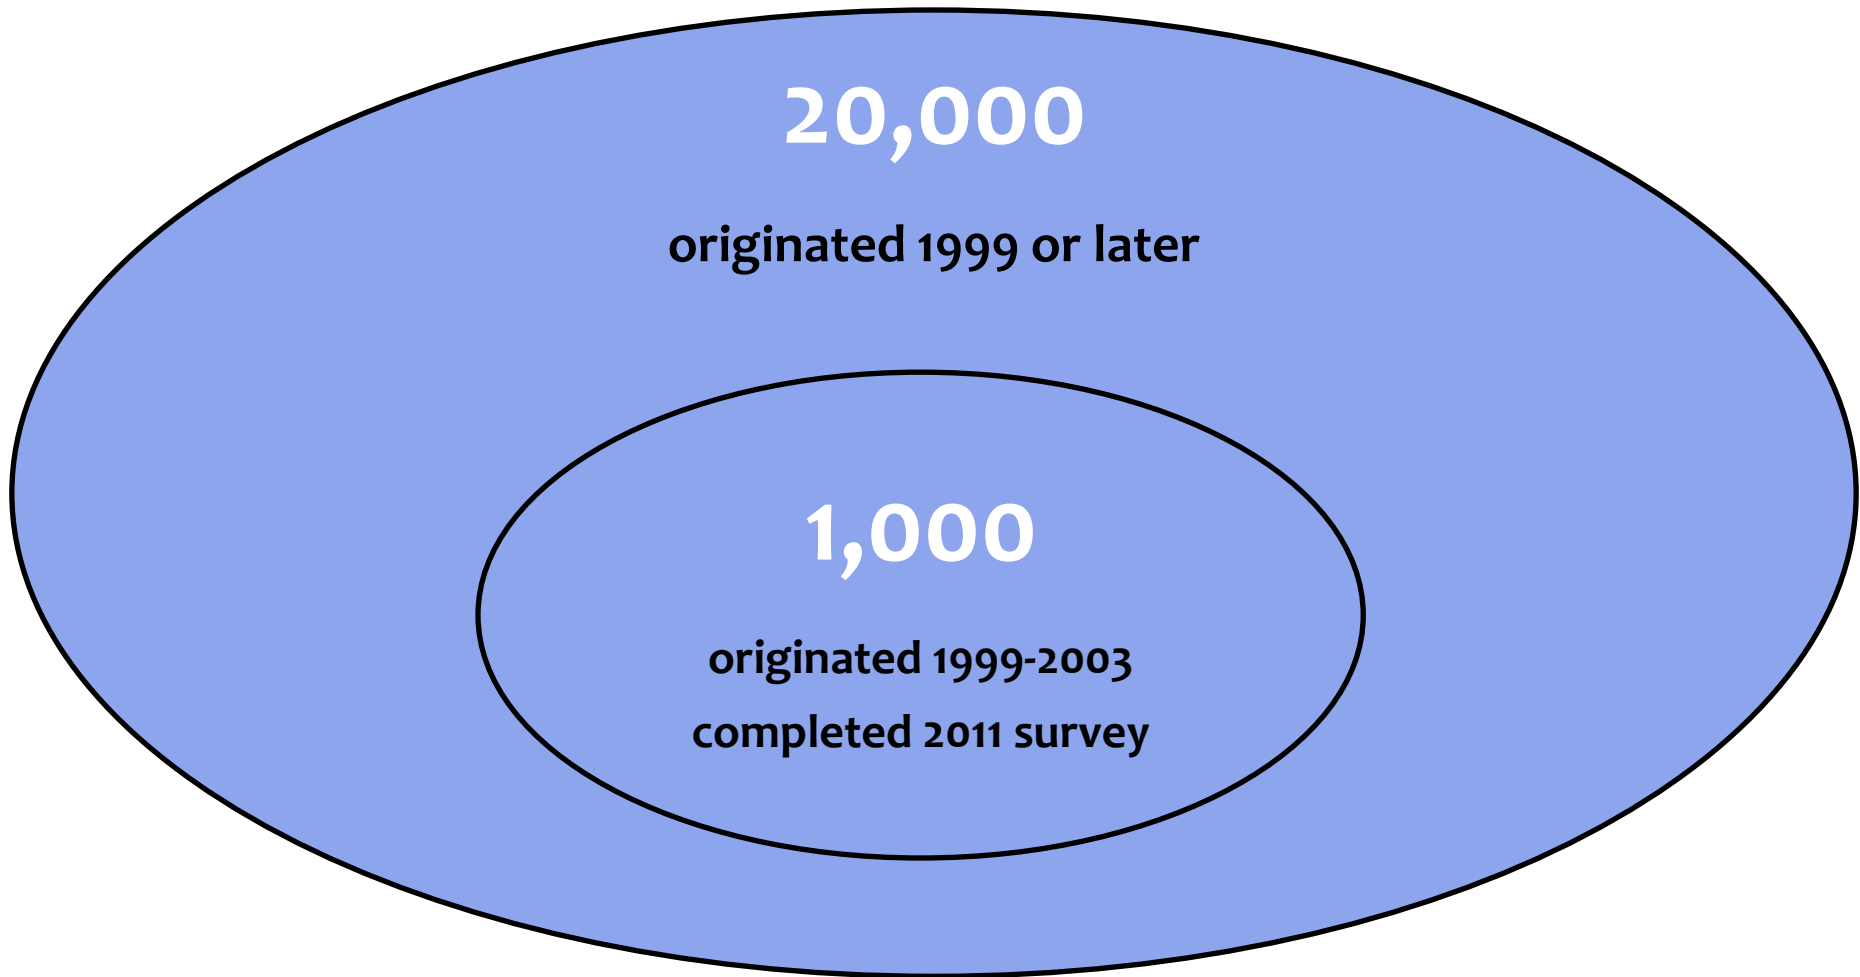 20,000
originated 1999 or later
1,000
originated 1999-2003
completed 2011 survey